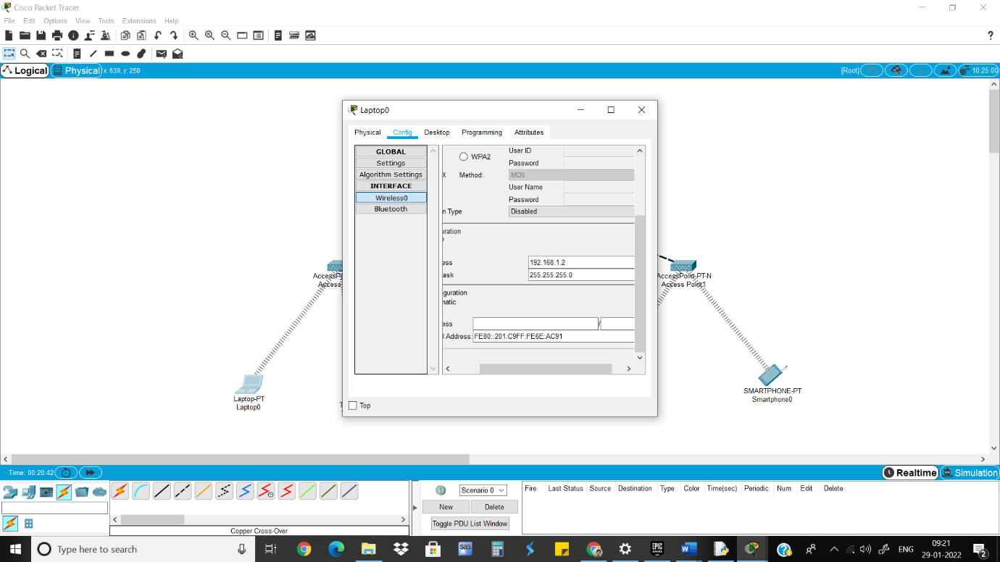 Cisco Packet Tracer
File Edit Options View Tools Extensions Help
?
Logical Physical x: 639, y: 258 [Root] 10:25:00
Laptop0
Physical Config Desktop Programming Attributes
GLOBAL
Settings
Algorithm Settings
INTERFACE
Wireless0
Bluetooth
WPA2
User ID
Password
X Method: MD5
User Name
Password
n Type Disabled
uration
ess 192.168.1.2
ask 255.255.255.0
guration
matic
ess /
l Address: FE80::201:C9FF:FE6E:AC91
Top
AccessP
Access
AccessPoint-PT-N
Access Point1
Laptop-PT
Laptop0
SMARTPHONE-PT
Smartphone0
Time: 00:20:42 Realtime Simulation
Scenario 0
New Delete
Toggle PDU List Window
Fire Last Status Source Destination Type Color Time(sec) Periodic Num Edit Delete
Copper Cross-Over
Type here to search
sas
EPIC GAMES
W
ENG
09:21
29-01-2022
2